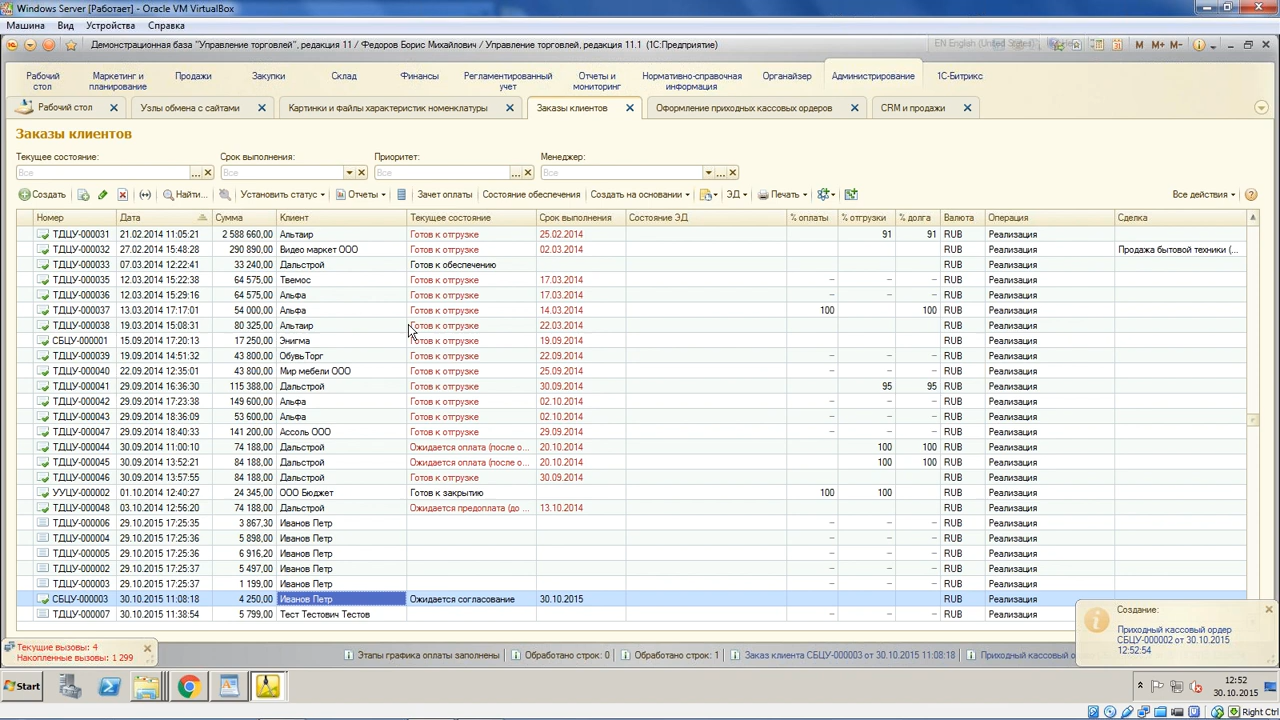 Windows Server [Работает] - Oracle VM VirtualBox
Машина Вид Устройства Справка
Демонстрационная база "Управление торговлей", редакция 11 / Федоров Борис Михайлович / Управление торговлей, редакция 11.1 (1С:Предприятие)
EN English (United States)
M M+ M-
Рабочий стол
Маркетинг и планирование
Продажи
Закупки
Склад
Финансы
Регламентированный учет
Отчеты и мониторинг
Нормативно-справочная информация
Органайзер
Администрирование
1С-Битрикс
Рабочий стол Узлы обмена с сайтами Картинки и Файлы характеристик номенклатуры Заказы клиентов Оформление приходных кассовых ордеров CRM и продажи
Заказы клиентов
Текущее состояние: Срок выполнения: Приоритет: Менеджер:
Все Все Все Все
Создать Найти... Установить статус Отчеты Зачет оплаты Состояние обеспечения Создать на основании ЭД Печать Все действия
Номер Дата Сумма Клиент Текущее состояние Срок выполнения Состояние ЭД % оплаты % отгрузки % долга Валюта Операция Сделка
ТДЦУ-000031 21.02.2014 11:05:21 2 588 660,00 Альтаир Готов к отгрузке 25.02.2014 91 91 RUB Реализация
ТДЦУ-000032 27.02.2014 15:48:28 290 890,00 Видео маркет ООО Готов к отгрузке 02.03.2014 RUB Реализация Продажа бытовой техники (...
ТДЦУ-000033 07.03.2014 12:22:41 33 240,00 Дальстрой Готов к обеспечению RUB Реализация
ТДЦУ-000035 12.03.2014 15:22:38 64 575,00 Твемос Готов к отгрузке 17.03.2014 – – RUB Реализация
ТДЦУ-000036 12.03.2014 15:29:16 64 575,00 Альфа Готов к отгрузке 17.03.2014 – – RUB Реализация
ТДЦУ-000037 13.03.2014 17:17:01 54 000,00 Альфа Готов к отгрузке 14.03.2014 100 100 RUB Реализация
ТДЦУ-000038 19.03.2014 15:08:31 80 325,00 Альтаир Готов к отгрузке 22.03.2014 RUB Реализация
СБЦУ-000001 15.09.2014 17:20:13 17 250,00 Энигма Готов к отгрузке 19.09.2014 RUB Реализация
ТДЦУ-000039 19.09.2014 14:51:32 43 800,00 ОбувьТорг Готов к отгрузке 22.09.2014 – – RUB Реализация
ТДЦУ-000040 22.09.2014 12:35:01 43 800,00 Мир мебели ООО Готов к отгрузке 25.09.2014 – – RUB Реализация
ТДЦУ-000041 29.09.2014 16:36:30 115 388,00 Дальстрой Готов к отгрузке 30.09.2014 95 95 RUB Реализация
ТДЦУ-000042 29.09.2014 17:23:38 149 600,00 Альфа Готов к отгрузке 02.10.2014 – – RUB Реализация
ТДЦУ-000043 29.09.2014 18:36:09 53 600,00 Альфа Готов к отгрузке 02.10.2014 – – RUB Реализация
ТДЦУ-000047 29.09.2014 18:40:33 141 200,00 Ассоль ООО Готов к отгрузке 29.09.2014 – – RUB Реализация
ТДЦУ-000044 30.09.2014 11:00:10 74 188,00 Дальстрой Ожидается оплата (после о... 20.10.2014 100 100 RUB Реализация
ТДЦУ-000045 30.09.2014 13:52:21 84 188,00 Дальстрой Ожидается оплата (после о... 20.10.2014 100 100 RUB Реализация
ТДЦУ-000046 30.09.2014 13:57:55 84 188,00 Дальстрой Готов к отгрузке 30.09.2014 – – RUB Реализация
УУЦУ-000002 01.10.2014 12:40:27 24 345,00 ООО Бюджет Готов к закрытию 100 100 RUB Реализация
ТДЦУ-000048 03.10.2014 12:56:20 74 188,00 Дальстрой Ожидается предоплата (до ... 13.10.2014 – – RUB Реализация
ТДЦУ-000006 29.10.2015 17:25:35 3 867,30 Иванов Петр – – RUB Реализация
ТДЦУ-000004 29.10.2015 17:25:36 5 898,00 Иванов Петр – – RUB Реализация
ТДЦУ-000005 29.10.2015 17:25:36 6 916,20 Иванов Петр – – RUB Реализация
ТДЦУ-000002 29.10.2015 17:25:37 5 497,00 Иванов Петр – – RUB Реализация
ТДЦУ-000003 29.10.2015 17:25:37 1 199,00 Иванов Петр – – RUB Реализация
СБЦУ-000003 30.10.2015 11:08:18 4 250,00 Иванов Петр Ожидается согласование 30.10.2015 RUB Реализация
ТДЦУ-000007 30.10.2015 11:38:54 5 799,00 Тест Тестович Тестов – – RUB
Создание:
Приходный кассовый ордер
СБЦУ-000002 от 30.10.2015
12:52:54
Текущие вызовы: 4
Накопленные вызовы: 1 299
Этапы графика оплаты заполнены Обработано строк: 0 Обработано строк: 1 Заказ клиента СБЦУ-000003 от 30.10.2015 11:08:18 Приходный кассовый о
Start
12:52
30.10.2015
Right Ctrl